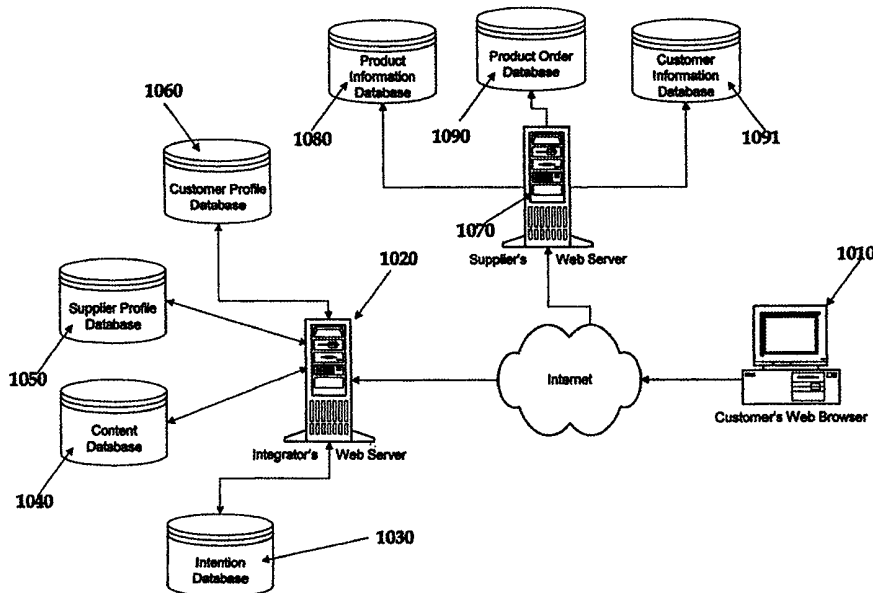 Product
Information
Database
1080
Product Order
Database
1090
Customer
Information
Database
1091
1060
Customer Profile
Database
1070
Supplier's Web Server
1020
1010
Supplier Profile
Database
1050
Internet
Customer's Web Browser
Content
Database
1040
Integrator's Web Server
Intention
Database
1030